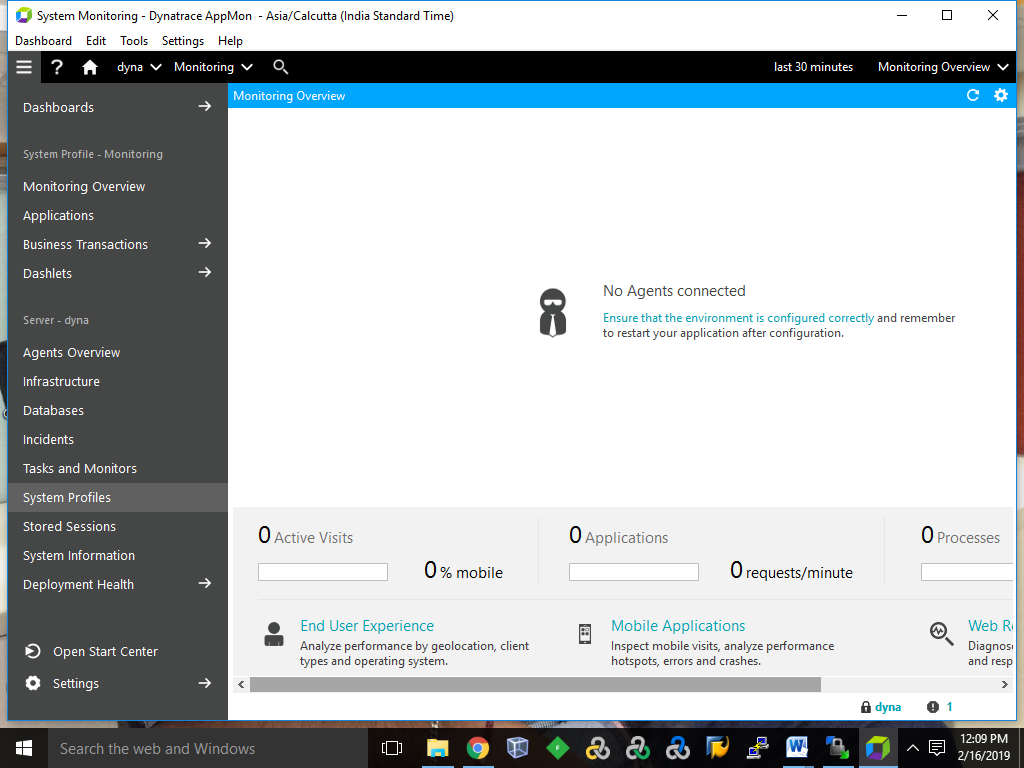 System Monitoring - Dynatrace AppMon  - Asia/Calcutta (India Standard Time)
Dashboard Edit Tools Settings Help
? dyna Monitoring last 30 minutes Monitoring Overview
Dashboards
System Profile - Monitoring
Monitoring Overview
Applications
Business Transactions
Dashlets
Server - dyna
Agents Overview
Infrastructure
Databases
Incidents
Tasks and Monitors
System Profiles
Stored Sessions
System Information
Deployment Health
Open Start Center
Settings
Monitoring Overview
No Agents connected
Ensure that the environment is configured correctly and remember
to restart your application after configuration.
0 Active Visits
0 % mobile
0 Applications
0 requests/minute
0 Processes
End User Experience
Analyze performance by geolocation, client
types and operating system.
Mobile Applications
Inspect mobile visits, analyze performance
hotspots, errors and crashes.
Web R
Diagnos
and resp
dyna 1
Search the web and Windows
12:09 PM
2/16/2019